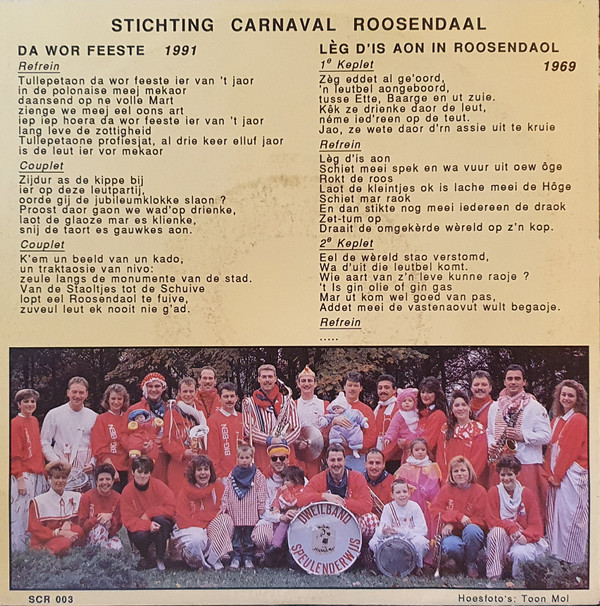 STICHTING CARNAVAL ROOSENDAAL
DA WOR FEESTE 1991
Refrein
Tullepetaon da wor feeste ier van 't jaor
in de polonaise meej mekaor
daansend op ne volle Mart
zienge we meej eel oons art
iep iep hoera da wor feeste ier van 't jaor
lang leve de zottigheid
Tullepetaone profiesjat, al drie keer elluf jaor
is de leut ier vor mekaor
Couplet
Zijdur as de kippe bij
ier op deze leutpartij,
oorde gij de jubileumklokke slaon ?
Proost daor gaon we wad'op drienke,
laot de glaoze mar es klienke,
snij de taort es gauwkes aon.
Couplet
K'em un beeld van un kado,
un traktaosie van nivo:
zeule langs de monumente van de stad.
Van de Staoltjes tot de Schuive
lopt eel Roosendaol te fuive,
zuveul leut ek nooit nie g'ad.
LÈG D'IS AON IN ROOSENDAOL
1e Keplet
1969
Zèg eddet al ge'oord,
'n leutbel aongeboord,
tusse Ette, Baarge en ut zuie.
Kêk ze drienke daor de leut,
néme ied'reen op de teut.
Jao, ze wete daor d'rn assie uit te kruie
Refrein
Lèg d'is aon
Schiet meei spek en wa vuur uit oew ôge
Rokt de roos
Laot de kleintjes ok is lache meei de Hôge
Schiet mar raok
En dan stikte nog meei iedereen de draok
Zet-tum op
Draait de omgekèrde wèreld op z'n kop.
2e Keplet
Eel de wèreld stao verstomd,
Wa d'uit die leutbel komt.
Wie aart van z'n leve kunne raoje ?
't Is gin olie of gin gas
Mar ut kom wel goed van pas,
Addet meei de vastenaovut wult begaoje.
Refrein
.....
DWEILBAND
SPEULENDERWIJS
SCR 003
Hoesfoto's: Toon Mol